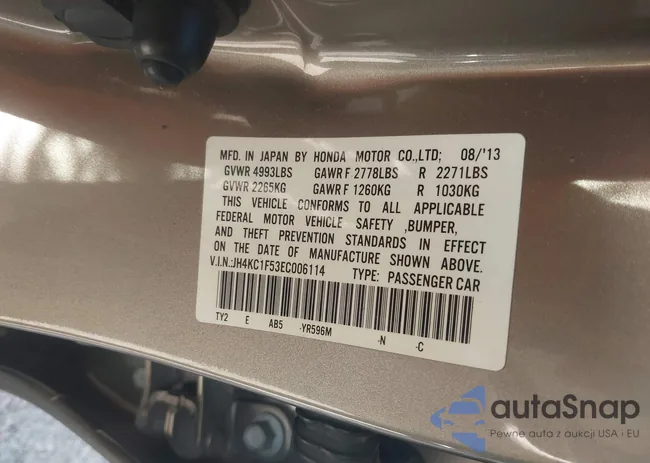 MFD. IN JAPAN BY HONDA MOTOR CO.,LTD; 08/'13
GVWR 4993LBS GAWR F 2778LBS R 2271LBS
GVWR 2265KG GAWR F 1260KG R 1030KG
THIS VEHICLE CONFORMS TO ALL APPLICABLE
FEDERAL MOTOR VEHICLE SAFETY ,BUMPER,
AND THEFT PREVENTION STANDARDS IN EFFECT
ON THE DATE OF MANUFACTURE SHOWN ABOVE.
V.I.N.:JH4KC1F53EC006114 TYPE: PASSENGER CAR
TY2 E AB5 -YR596M -N -C
autaSnap
Pewne auta z aukcji USA • EU